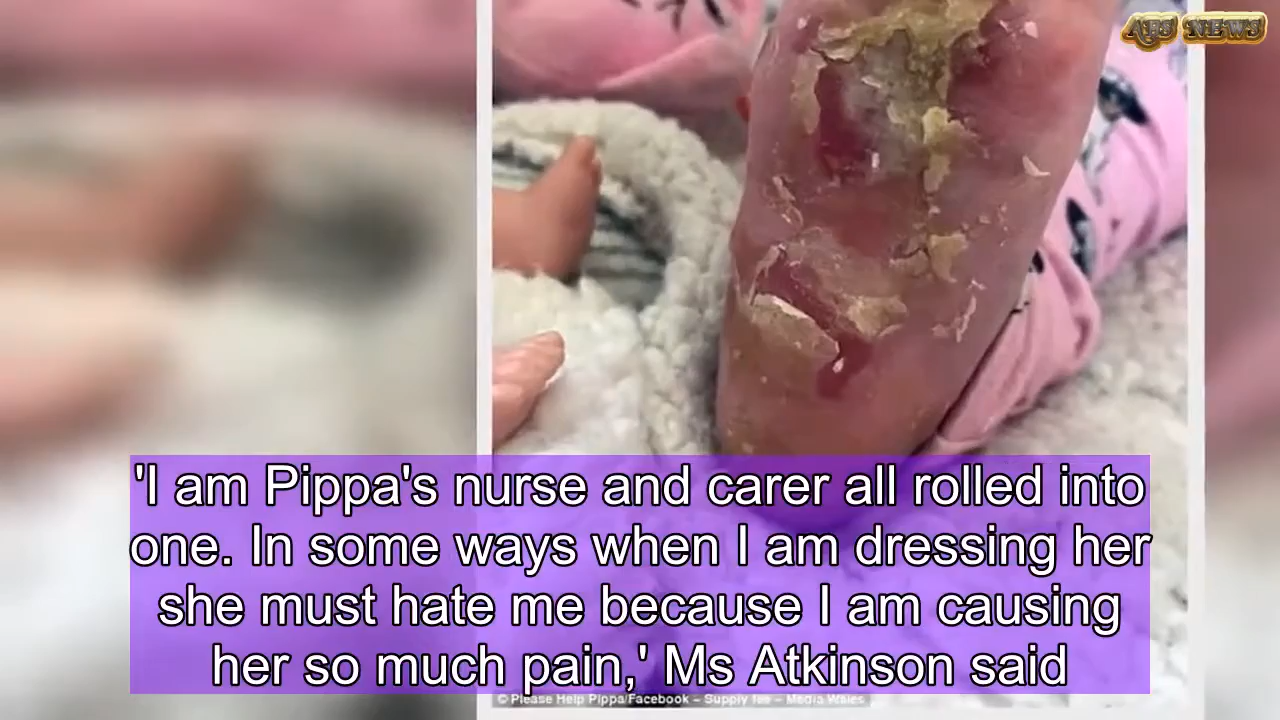 ABS NEWS
'I am Pippa's nurse and carer all rolled into
one. In some ways when I am dressing her
she must hate me because I am causing
her so much pain,' Ms Atkinson said
© Please Help Pippa/Facebook – Supply fee – Media Wales